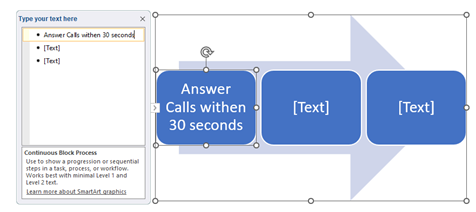 Type your text here
Answer Calls withen 30 seconds
[Text]
[Text]
Continuous Block Process
Use to show a progression or sequential
steps in a task, process, or workflow.
Works best with minimal Level 1 and
Level 2 text.
Learn more about SmartArt graphics
Answer
Calls withen
30 seconds
[Text]
[Text]